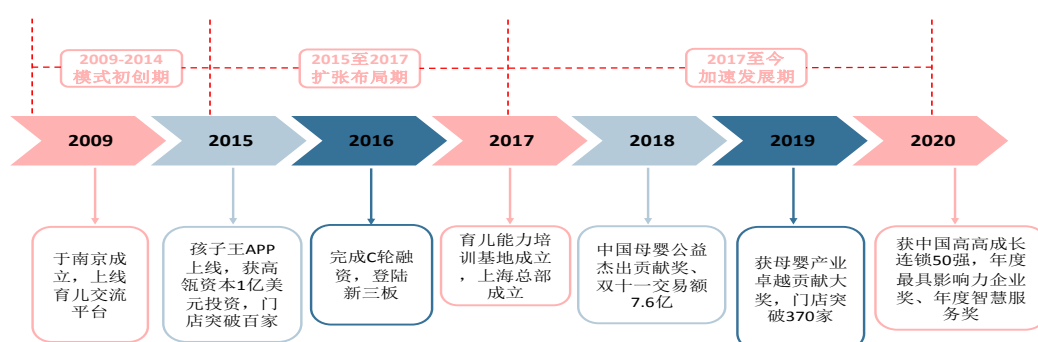 2009-2014
模式初创期
2015至2017
扩张布局期
2017至今
加速发展期
2009
2015
2016
2017
2018
2019
2020
于南京成
立，上线
育儿交流
平台
孩子王APP
上线，获高
瓴资本1亿美
元投资，门
店突破百家
完成C轮融
资，登陆
新三板
育儿能力培
训基地成立
，上海总部
成立
中国母婴公益
杰出贡献奖、
双十一交易额
7.6亿
获母婴产业
卓越贡献大
奖，门店突
破370家
获中国高高成长
连锁50强，年度
最具影响力企业
奖、年度智慧服
务奖